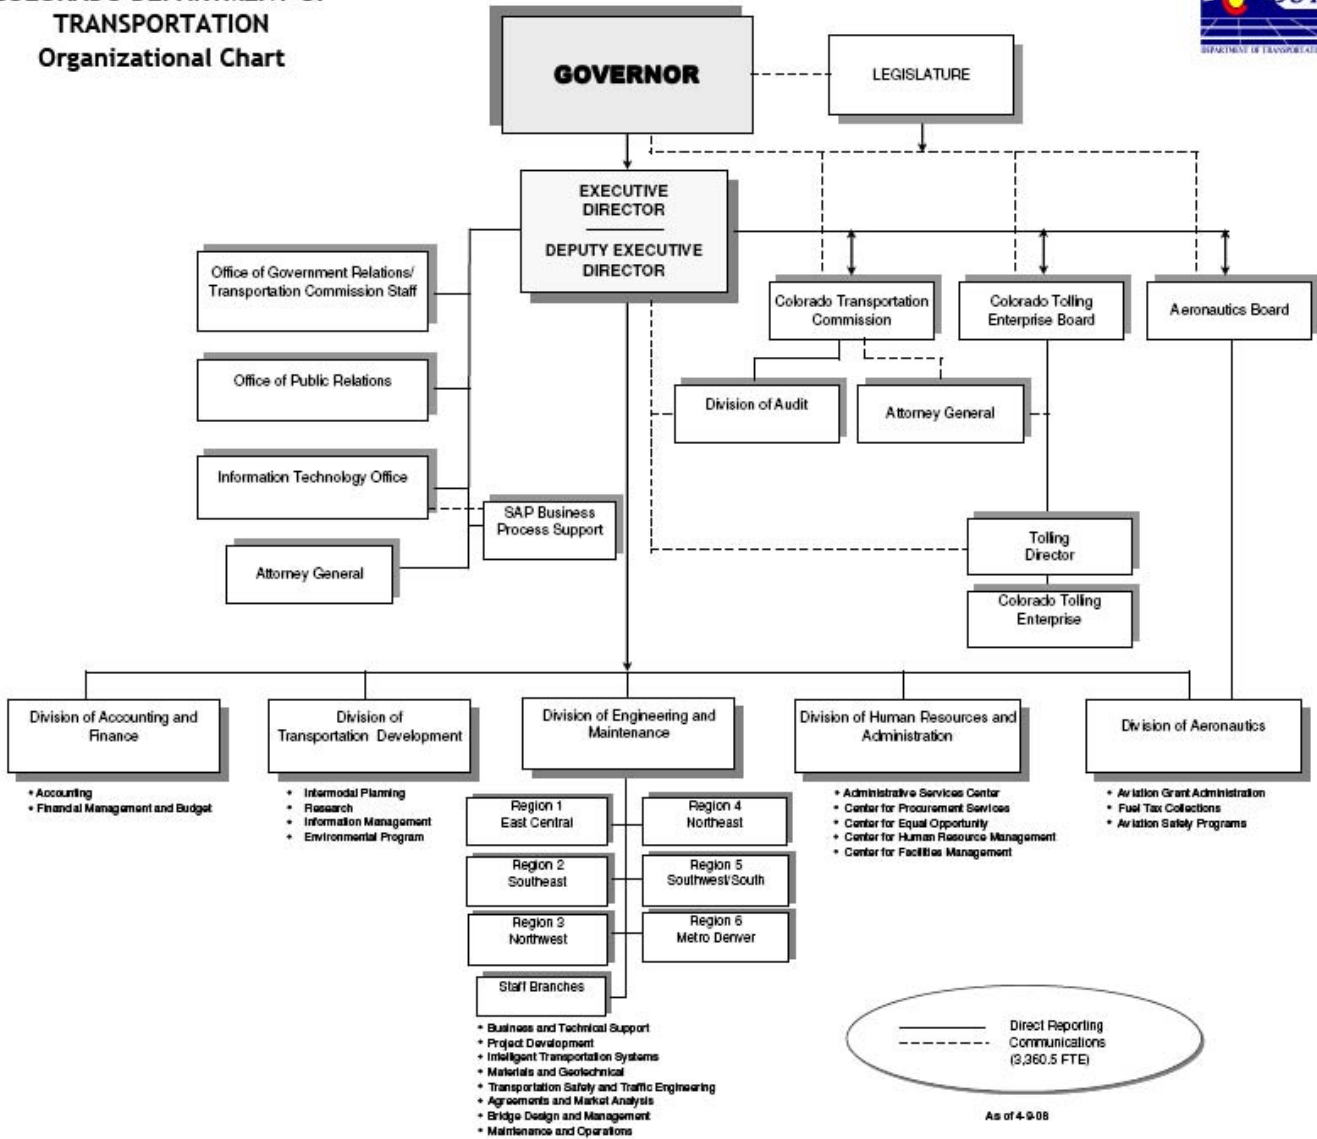 TRANSPORTATION
Organizational Chart
GOVERNOR
LEGISLATURE
DEPARTMENT OF TRANSPORTATION
EXECUTIVE
DIRECTOR
DEPUTY EXECUTIVE
DIRECTOR
Office of Government Relations/
Transportation Commission Staff
Office of Public Relations
Information Technology Office
SAP Business
Process Support
Attorney General
Colorado Transportation
Commission
Colorado Tolling
Enterprise Board
Aeronautics Board
Division of Audit
Attorney General
Tolling
Director
Colorado Tolling
Enterprise
Division of Accounting and
Finance
• Accounting
• Financial Management and Budget
Division of
Transportation Development
• Intermodal Planning
• Research
• Information Management
• Environmental Program
Division of Engineering and
Maintenance
Region 1
East Central
Region 4
Northeast
Region 2
Southeast
Region 5
Southwest/South
Region 3
Northwest
Region 6
Metro Denver
Staff Branches
• Business and Technical Support
• Project Development
• Intelligent Transportation Systems
• Materials and Geotechnical
• Transportation Safety and Traffic Engineering
• Agreements and Market Analysis
• Bridge Design and Management
• Maintenance and Operations
Division of Human Resources and
Administration
• Administrative Services Center
• Center for Procurement Services
• Center for Equal Opportunity
• Center for Human Resource Management
• Center for Facilities Management
Division of Aeronautics
• Aviation Grant Administration
• Fuel Tax Collections
• Aviation Safety Programs
Direct Reporting
Communications
(3,360.5 FTE)
As of 4-9-08